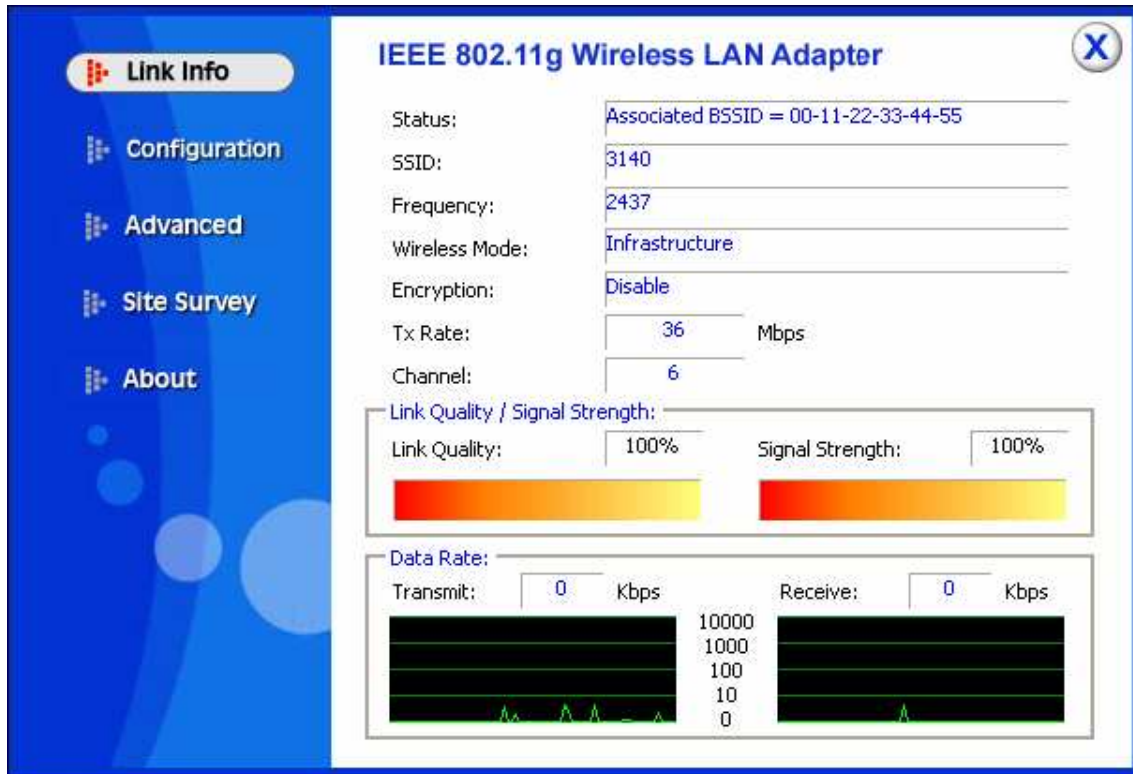 Link Info
Configuration
Advanced
Site Survey
About
IEEE 802.11g Wireless LAN Adapter
X
Status: Associated BSSID = 00-11-22-33-44-55
SSID: 3140
Frequency: 2437
Wireless Mode: Infrastructure
Encryption: Disable
Tx Rate: 36 Mbps
Channel: 6
Link Quality / Signal Strength:
Link Quality: 100% Signal Strength: 100%
Data Rate:
Transmit: 0 Kbps Receive: 0 Kbps
10000
1000
100
10
0